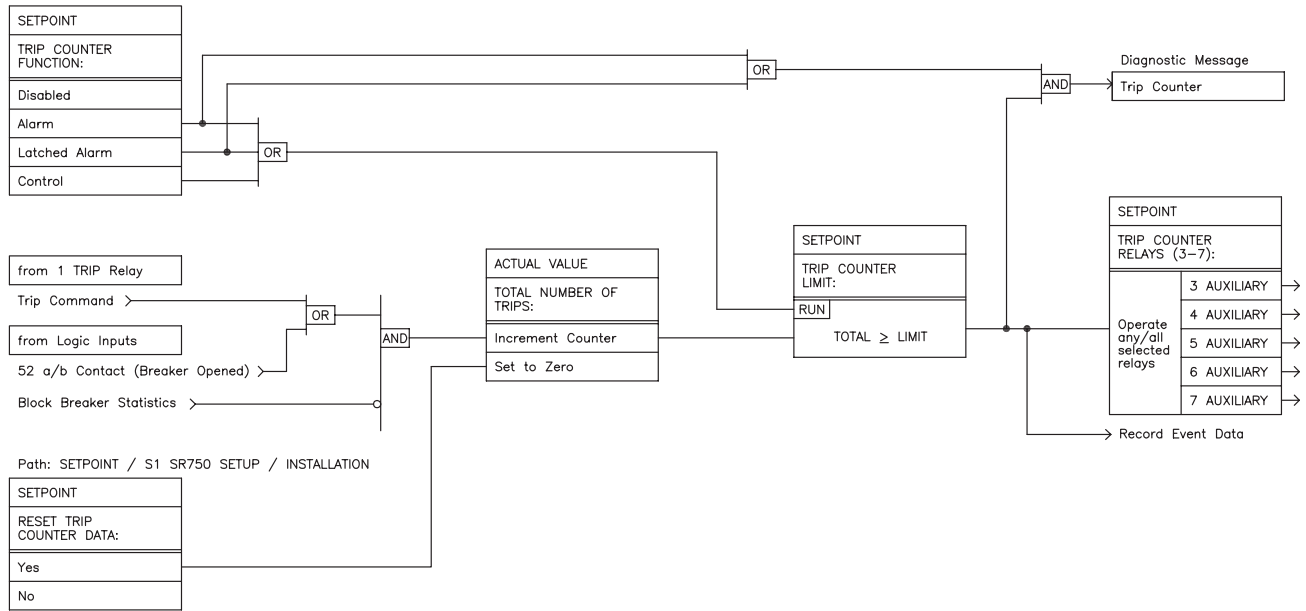 SETPOINT
TRIP COUNTER
FUNCTION:
Disabled
Alarm
Latched Alarm
Control
OR
OR
AND
Diagnostic Message
Trip Counter
from 1 TRIP Relay
Trip Command
from Logic Inputs
52 a/b Contact (Breaker Opened)
Block Breaker Statistics
OR
AND
ACTUAL VALUE
TOTAL NUMBER OF
TRIPS:
Increment Counter
Set to Zero
SETPOINT
TRIP COUNTER
LIMIT:
RUN
TOTAL ≥ LIMIT
SETPOINT
TRIP COUNTER
RELAYS (3-7):
Operate
any/all
selected
relays
3 AUXILIARY
4 AUXILIARY
5 AUXILIARY
6 AUXILIARY
7 AUXILIARY
Record Event Data
Path: SETPOINT / S1 SR750 SETUP / INSTALLATION
SETPOINT
RESET TRIP
COUNTER DATA:
Yes
No